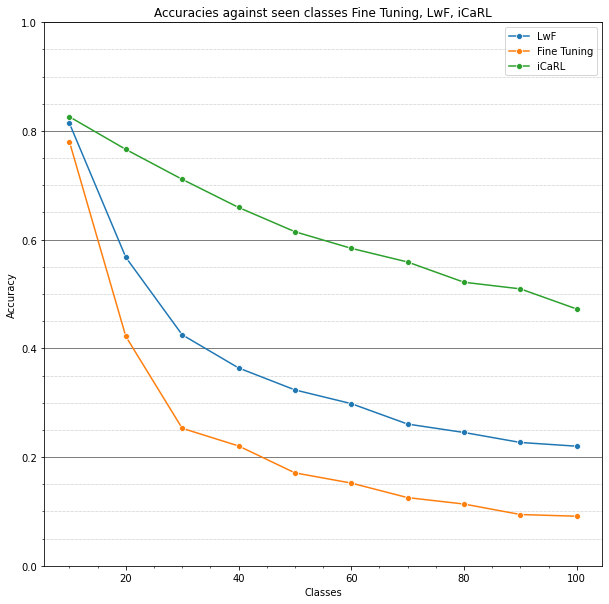 Accuracies against seen classes Fine Tuning, LwF, iCaRL
LwF
Fine Tuning
iCaRL
1.0
0.8
0.6
0.4
0.2
0.0
Accuracy
20 40 60 80 100
Classes